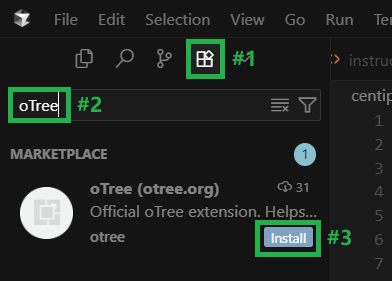 File Edit Selection View Go Run Ter
#1
instruc
oTree #2
centip
1
2
3
4
5
6
7
MARKETPLACE 1
oTree (otree.org) 31
Official oTree extension. Helps...
otree Install #3